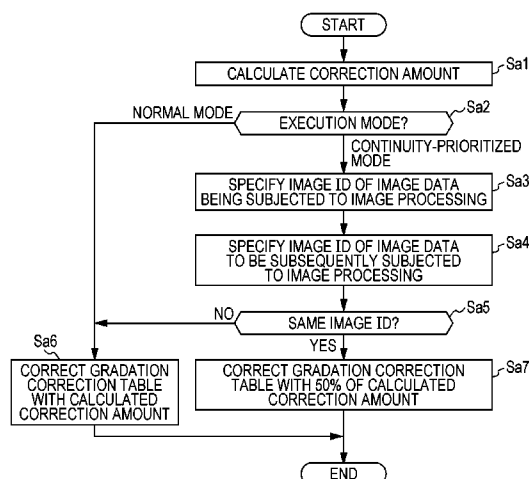 START
CALCULATE CORRECTION AMOUNT
Sa1
EXECUTION MODE?
Sa2
NORMAL MODE
CONTINUITY-PRIORITIZED
MODE
SPECIFY IMAGE ID OF IMAGE DATA
BEING SUBJECTED TO IMAGE PROCESSING
Sa3
SPECIFY IMAGE ID OF IMAGE DATA
TO BE SUBSEQUENTLY SUBJECTED
TO IMAGE PROCESSING
Sa4
SAME IMAGE ID?
Sa5
NO
YES
Sa6
CORRECT GRADATION
CORRECTION TABLE
WITH CALCULATED
CORRECTION AMOUNT
CORRECT GRADATION CORRECTION
TABLE WITH 50% OF CALCULATED
CORRECTION AMOUNT
Sa7
END